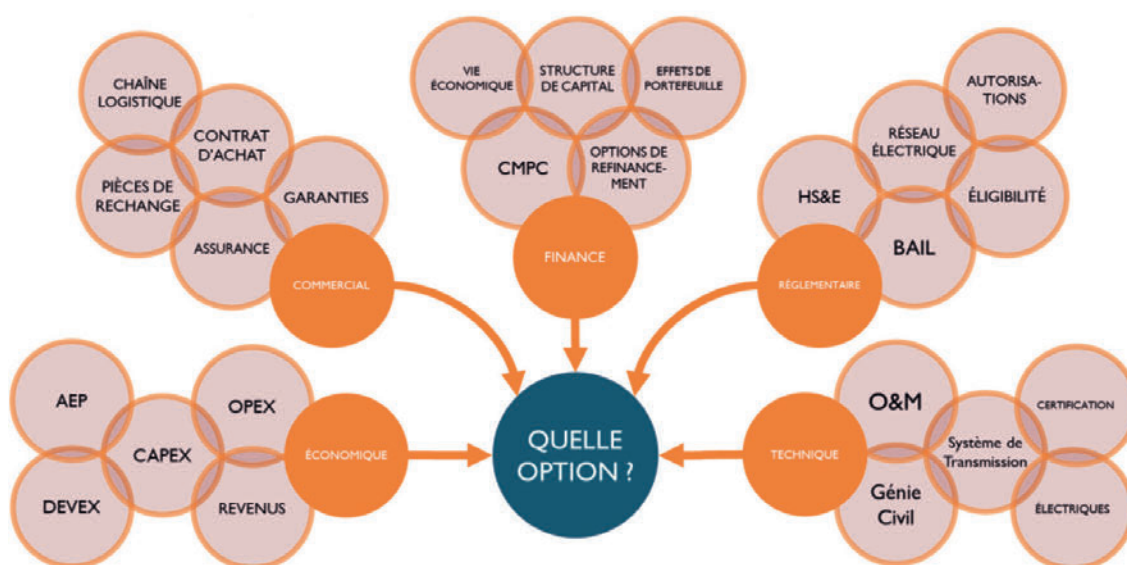 CHAÎNE
LOGISTIQUE
CONTRAT
D'ACHAT
PIÈCES DE
RECHANGE
GARANTIES
ASSURANCE
COMMERCIAL
VIE
ÉCONOMIQUE
STRUCTURE
DE CAPITAL
EFFETS DE
PORTEFEUILLE
CMPC
OPTIONS DE
REFINANCE-
MENT
FINANCE
AUTORISA-
TIONS
RÉSEAU
ÉLECTRIQUE
HS&E
ÉLIGIBILITÉ
BAIL
RÉGLEMENTAIRE
AEP
OPEX
CAPEX
DEVEX
REVENUS
ÉCONOMIQUE
QUELLE
OPTION ?
TECHNIQUE
O&M
CERTIFICATION
Système de
Transmission
Génie
Civil
ÉLECTRIQUES